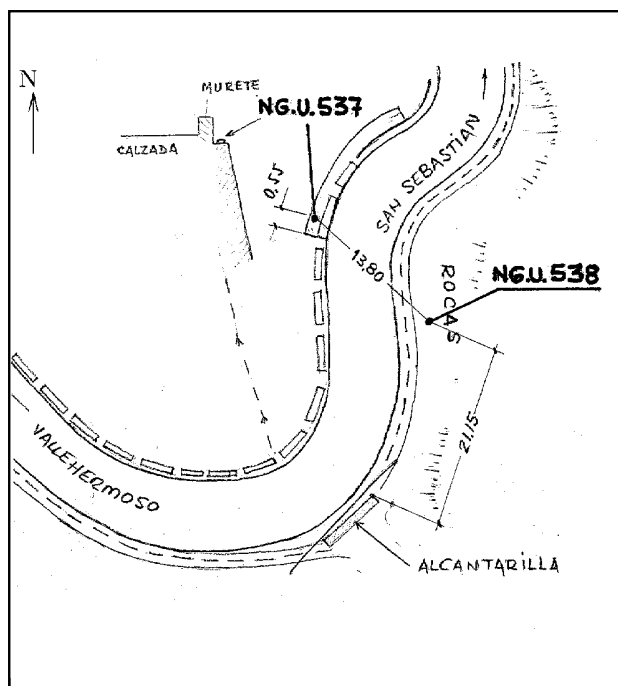 N
MURETE
NG.U.537
CALZADA
0,55
SAN SEBASTIAN
13,80
NG.U.538
ROCAS
21.15
VALLEHERMOSO
ALCANTARILLA